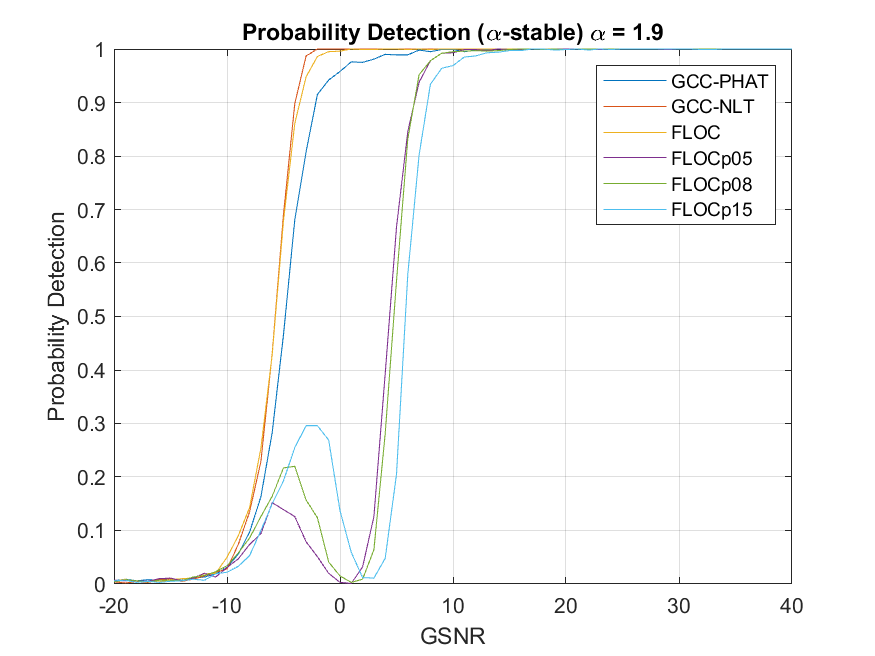 Probability Detection (α-stable) α = 1.9
Probability Detection
1
0.9
0.8
0.7
0.6
0.5
0.4
0.3
0.2
0.1
0
-20
-10
0
10
20
30
40
GSNR
GCC-PHAT
GCC-NLT
FLOC
FLOCp05
FLOCp08
FLOCp15